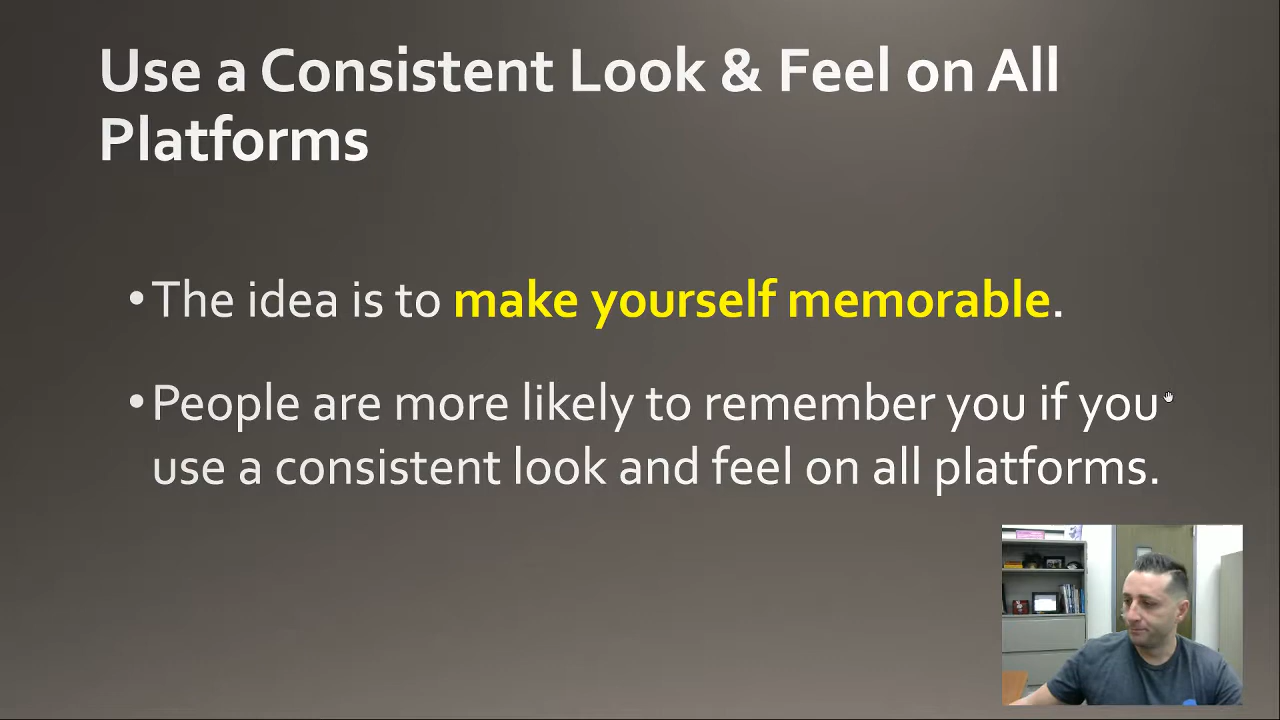 Use a Consistent Look & Feel on All
Platforms
•The idea is to make yourself memorable.
•People are more likely to remember you if you
use a consistent look and feel on all platforms.